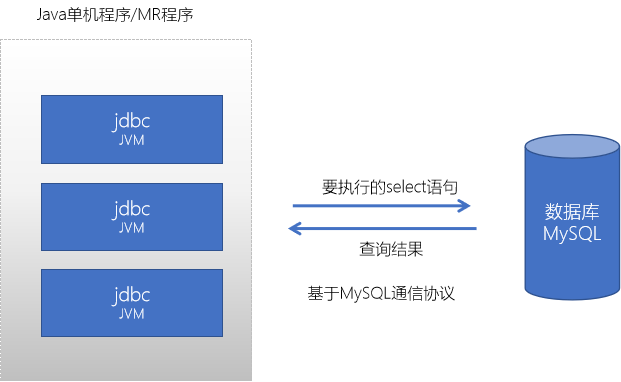 Java单机程序/MR程序
jdbc
JVM
jdbc
JVM
jdbc
JVM
要执行的select语句
查询结果
基于MySQL通信协议
数据库
MySQL